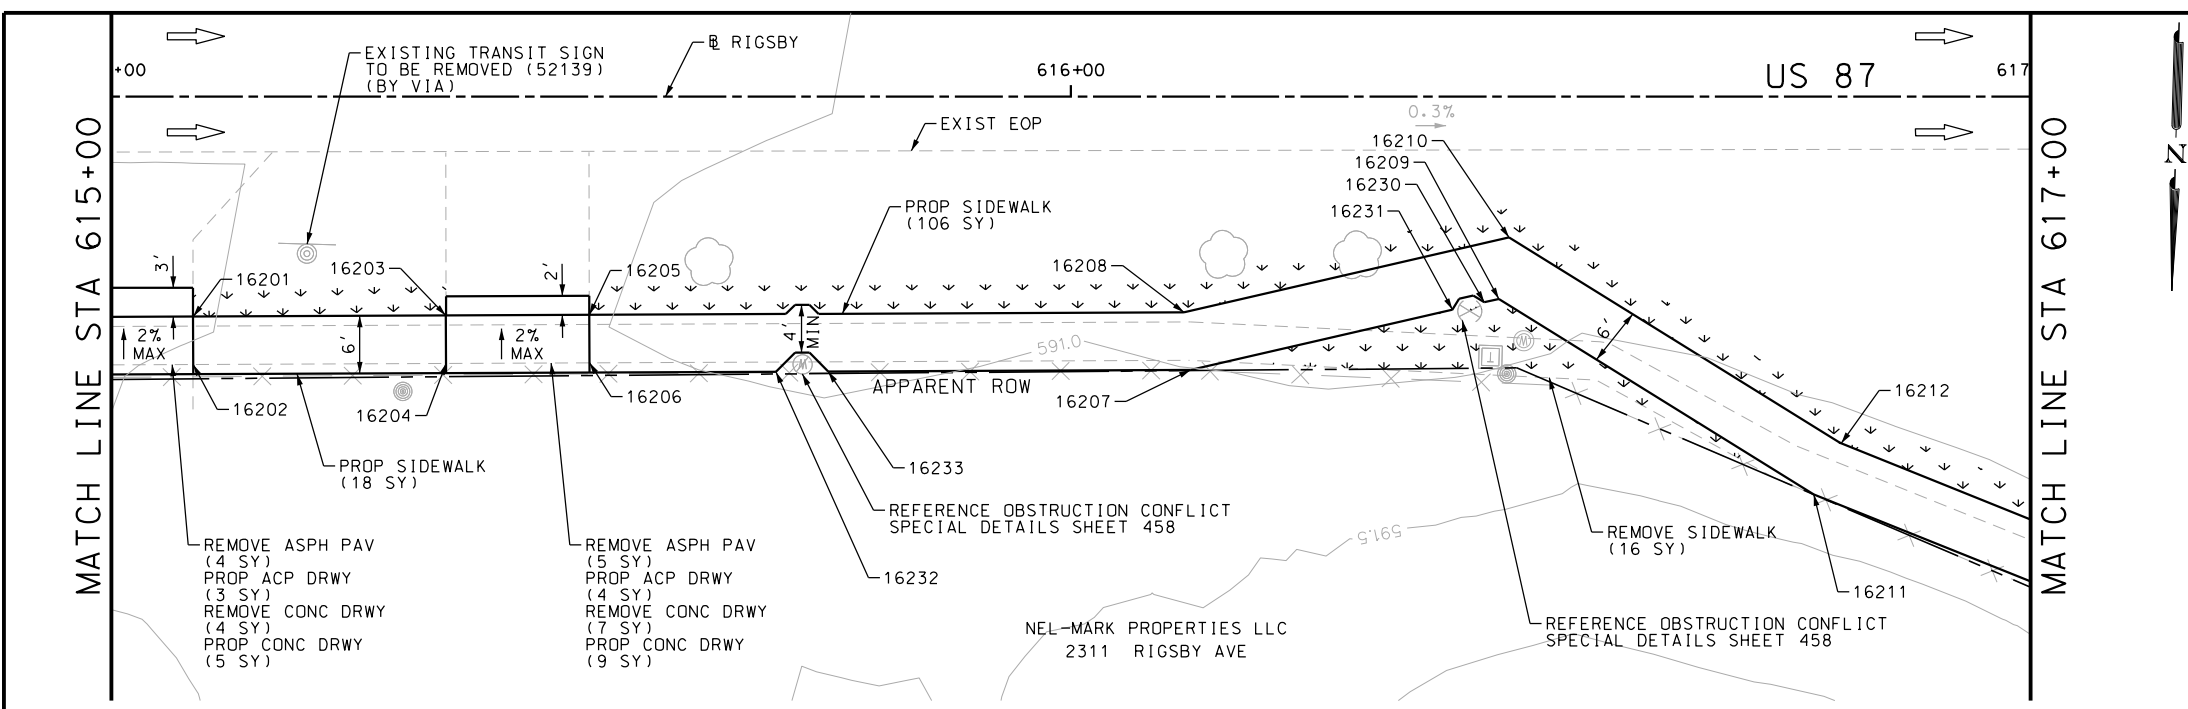 EXISTING TRANSIT SIGN
TO BE REMOVED (52139)
(BY VIA)
+00
BL RIGSBY
616+00
US 87
617
MATCH LINE STA 615+00
MATCH LINE STA 617+00
N
EXIST EOP
0.3%
16210
16209
16230
16231
PROP SIDEWALK
(106 SY)
3'
16201
16203
2'
16205
16208
2%
MAX
6'
2%
MAX
4'
MIN
W
591.0
W
T
6'
APPARENT ROW
16202
16204
16206
16207
16212
PROP SIDEWALK
(18 SY)
16233
REFERENCE OBSTRUCTION CONFLICT
SPECIAL DETAILS SHEET 458
591.5
REMOVE SIDEWALK
(16 SY)
REMOVE ASPH PAV
(4 SY)
PROP ACP DRWY
(3 SY)
REMOVE CONC DRWY
(4 SY)
PROP CONC DRWY
(5 SY)
REMOVE ASPH PAV
(5 SY)
PROP ACP DRWY
(4 SY)
REMOVE CONC DRWY
(7 SY)
PROP CONC DRWY
(9 SY)
16232
16211
NEL-MARK PROPERTIES LLC
2311 RIGSBY AVE
REFERENCE OBSTRUCTION CONFLICT
SPECIAL DETAILS SHEET 458